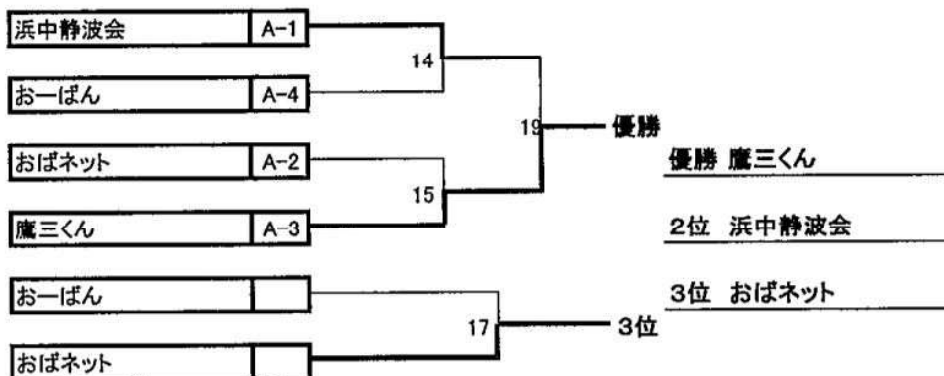 浜中静波会 A-1
14
おーばん A-4
19 優勝
おばネット A-2
優勝 鷹三くん
15
鷹三くん A-3
2位 浜中静波会
おーばん
3位 おばネット
17 3位
おばネット